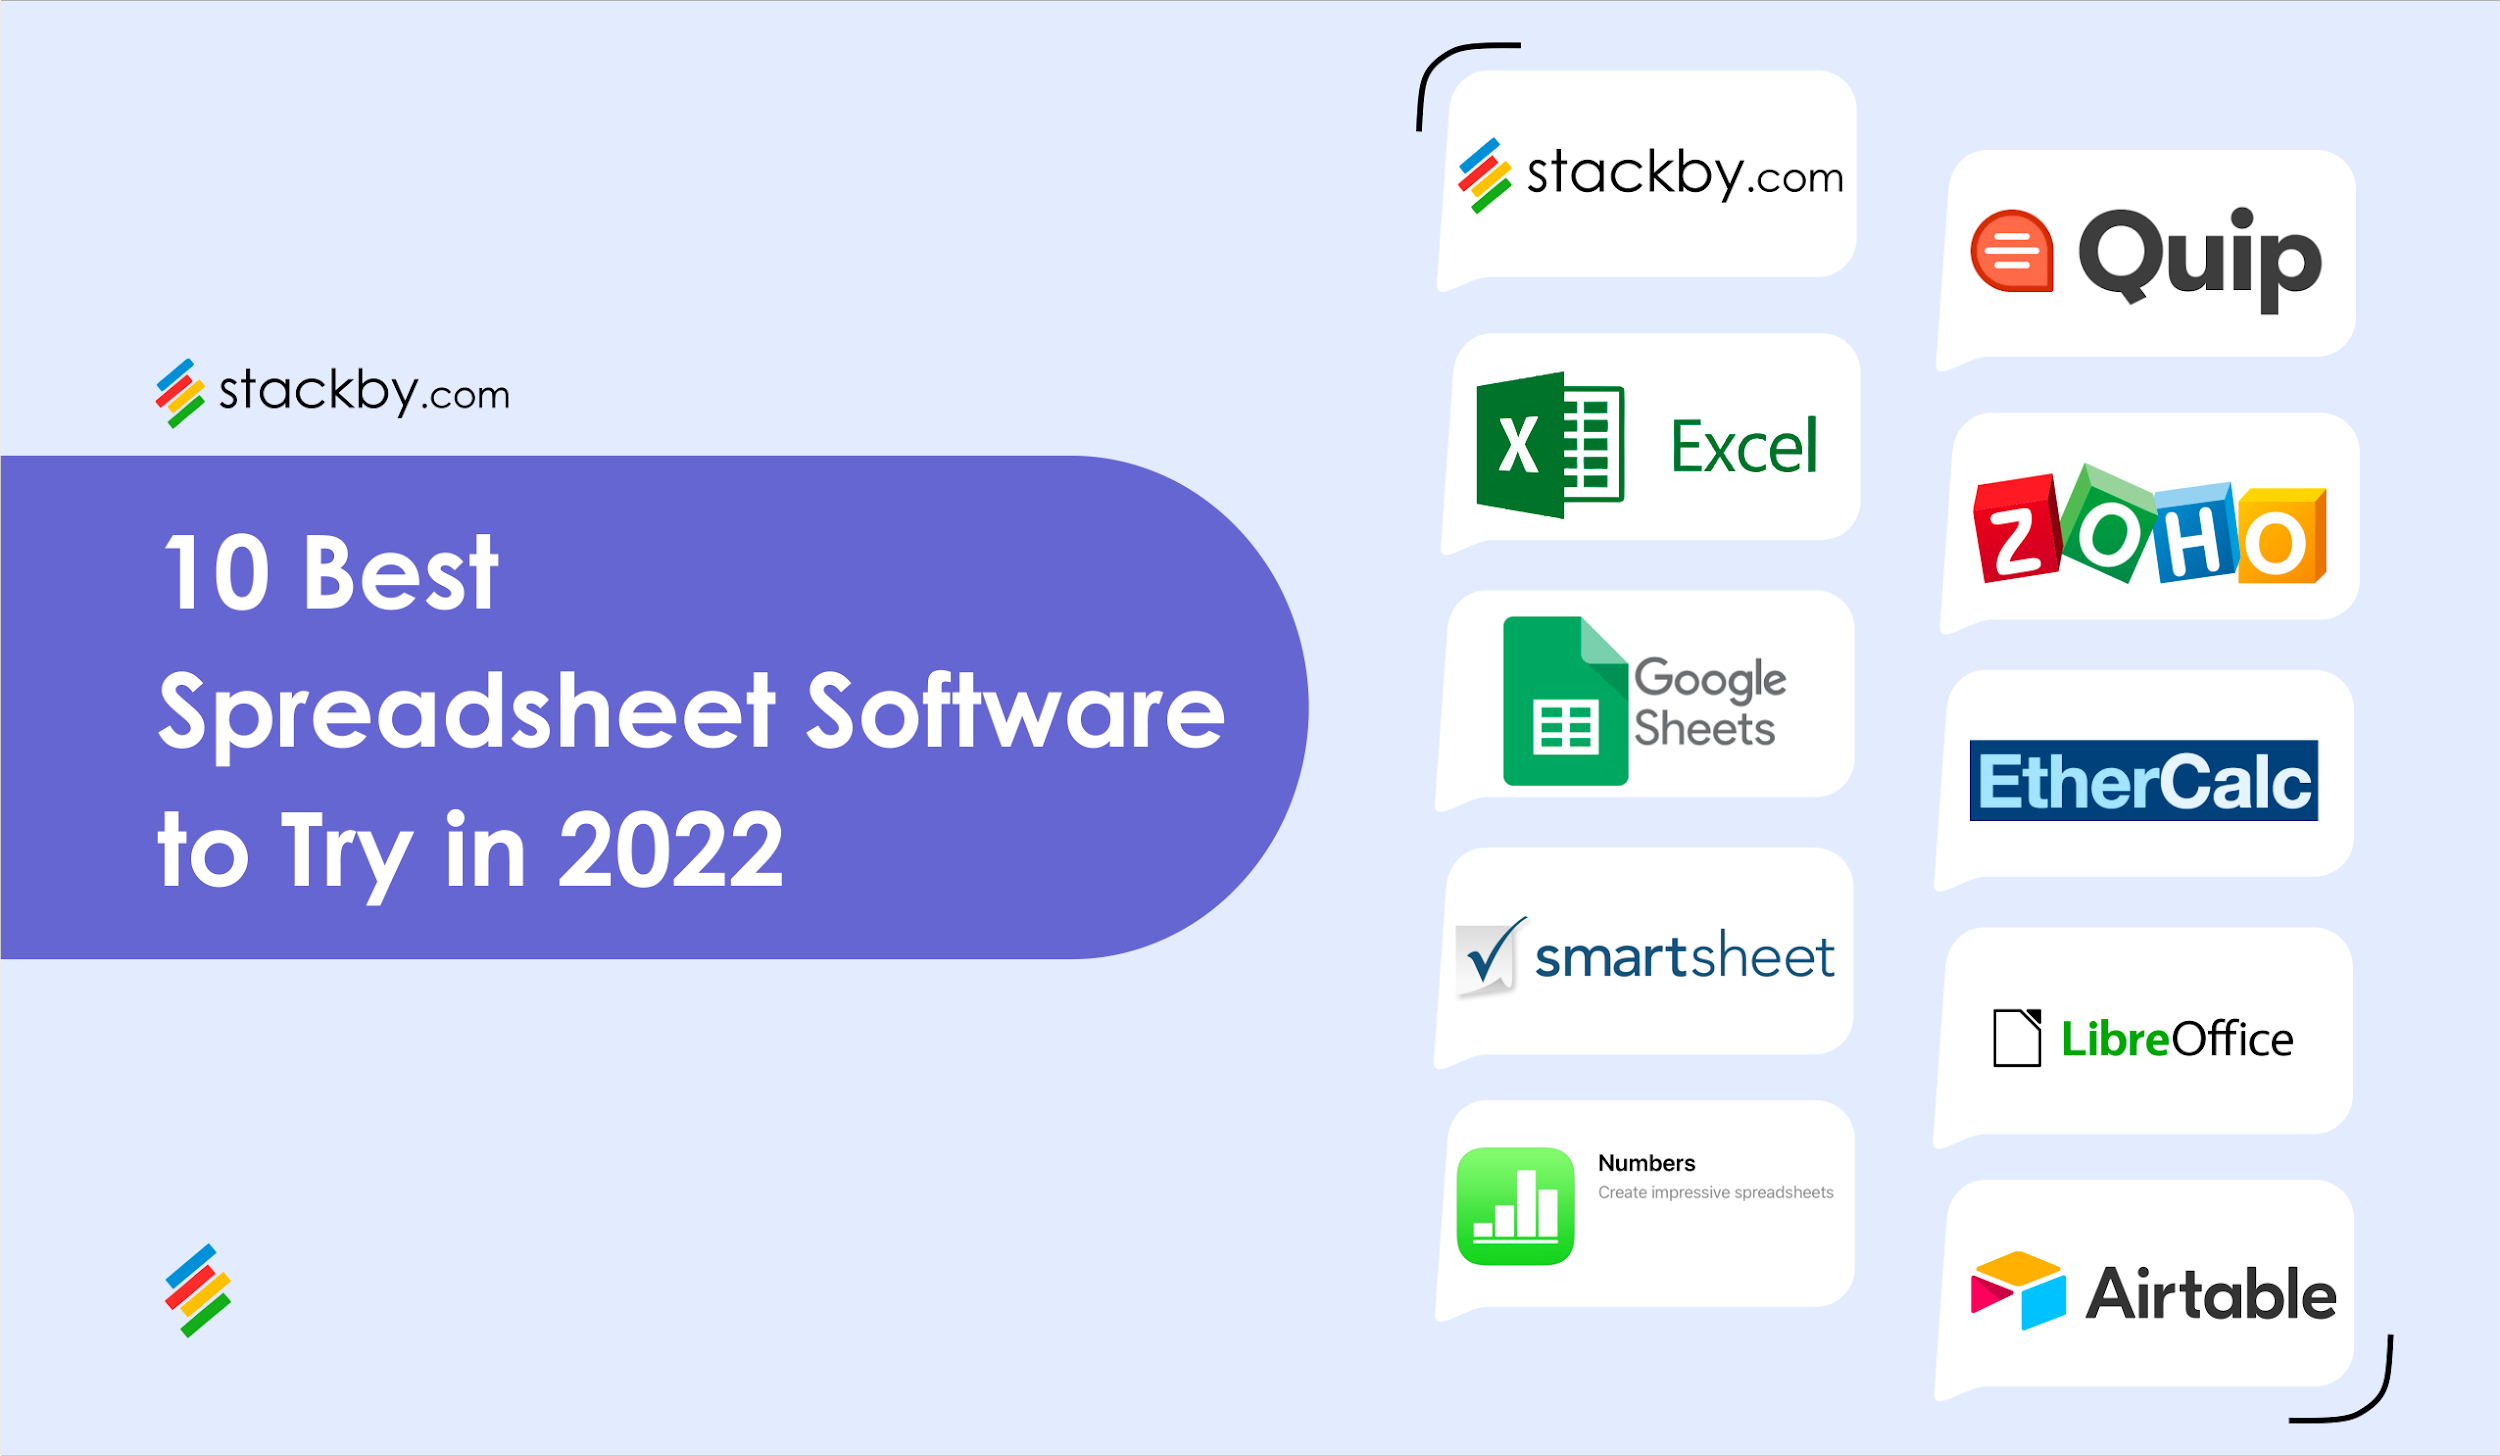 stackby.com
10 Best
Spreadsheet Software
to Try in 2022
stackby.com
X
Excel
Google
Sheets
smartsheet
Numbers
Create impressive spreadsheets
Quip
ZOHO
EtherCalc
LibreOffice
Airtable